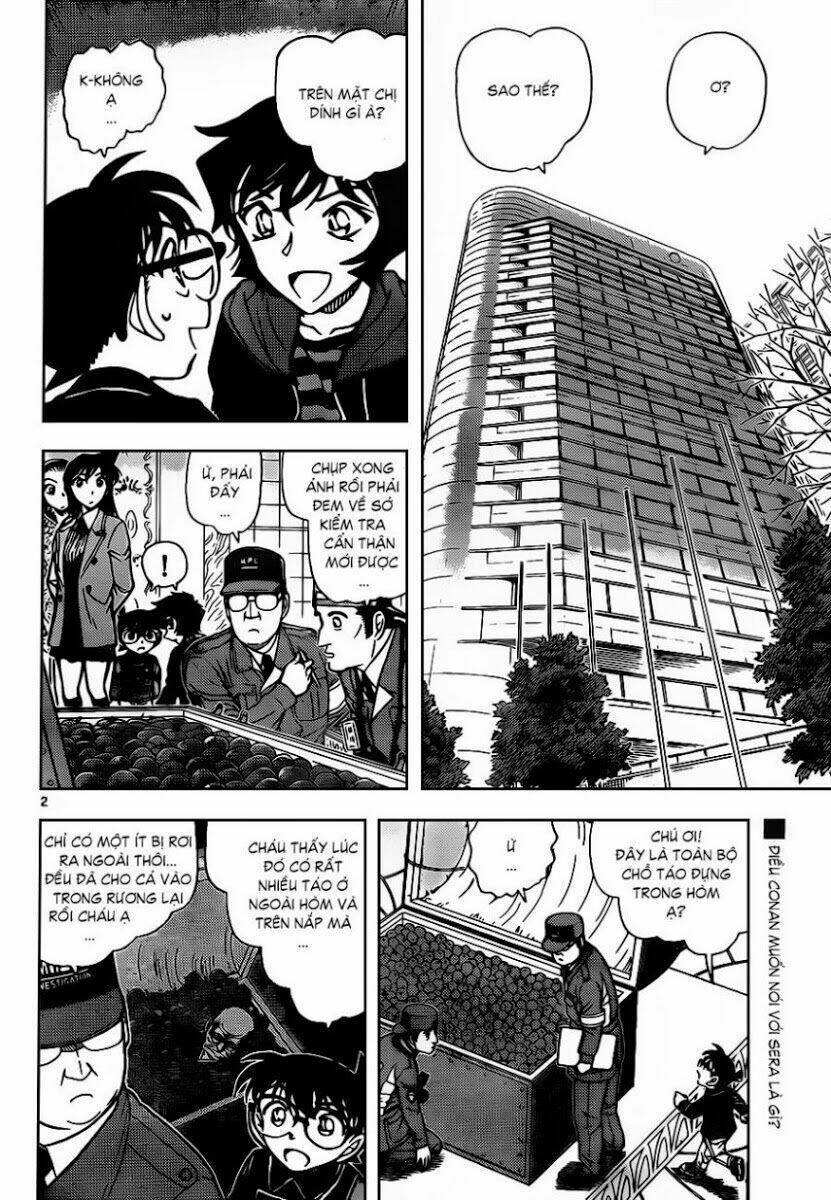 Ơ?
SAO THẾ?
TRÊN MẶT CHỊ
DÍNH GÌ À?
K-KHÔNG
Ạ
...
CHỤP XONG
ẢNH RỒI PHẢI
ĐEM VỀ SỞ
KIỂM TRA
CẨN THẬN
MỚI ĐƯỢC
...
Ừ, PHẢI
ĐẤY
...
!
2
ĐIỀU CONAN MUỐN NÓI VỚI SERA LÀ GÌ?
CHÚ ƠI!
ĐÂY LÀ TOÀN BỘ
CHỖ TÁO ĐỰNG
TRONG HÒM
Ạ?
Ừ
...
CHÁU THẤY LÚC
ĐÓ CÓ RẤT
NHIỀU TÁO Ở
NGOÀI HÒM VÀ
TRÊN NẮP MÀ
...
CHỈ CÓ MỘT ÍT BỊ RƠI
RA NGOÀI THÔI...
ĐỀU ĐÃ CHO CẢ VÀO
TRONG RƯƠNG LẠI
RỒI CHÁU Ạ
...
INVESTIGATION